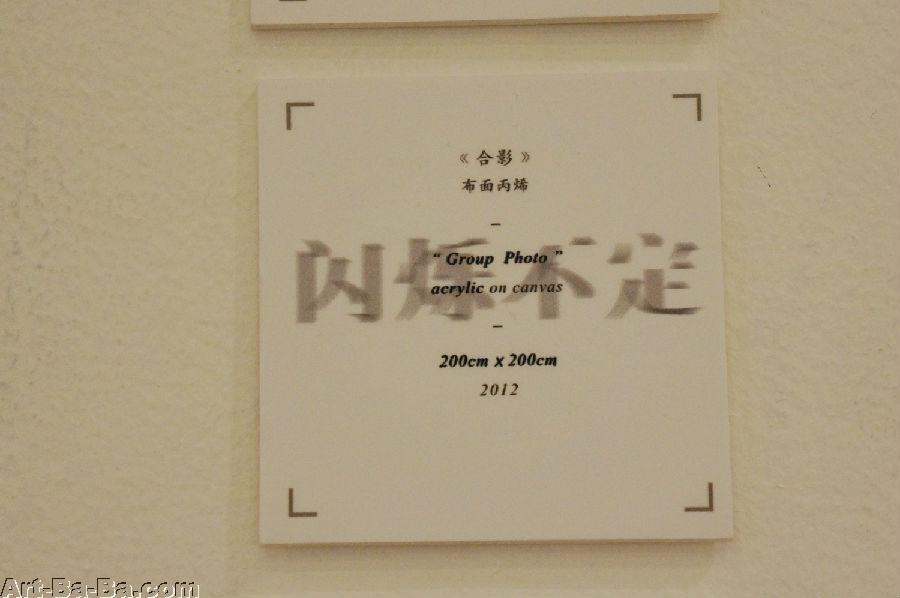 《合影》
布面丙烯
–
闪烁不定
“Group Photo”
acrylic on canvas
–
200cm x 200cm
2012
Art-Ba-Ba.com